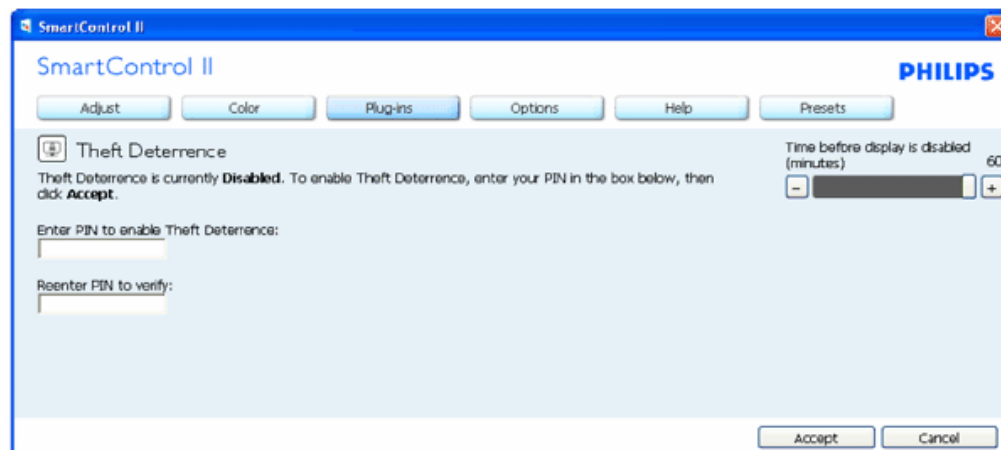 SmartControl II
SmartControl II
PHILIPS
Adjust
Color
Plug-ins
Options
Help
Presets
Theft Deterrence
Theft Deterrence is currently Disabled. To enable Theft Deterrence, enter your PIN in the box below, then
click Accept.
Time before display is disabled
(minutes)
60
-
+
Enter PIN to enable Theft Deterrence:
Reenter PIN to verify:
Accept
Cancel